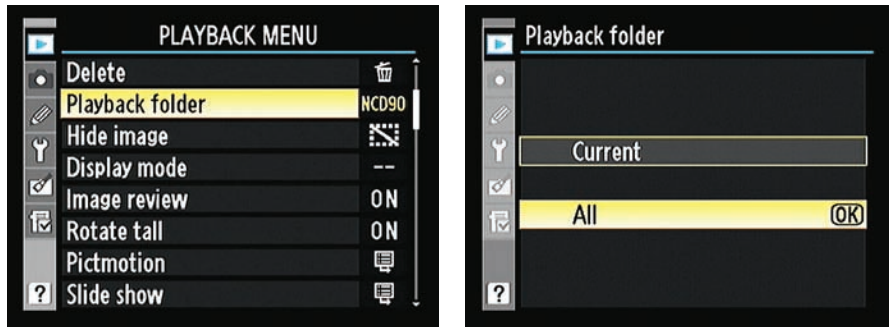 PLAYBACK MENU
Delete
Playback folder NCD90
Hide image
Display mode --
Image review ON
Rotate tall ON
Pictmotion
Slide show
?
Playback folder
Current
All OK
?